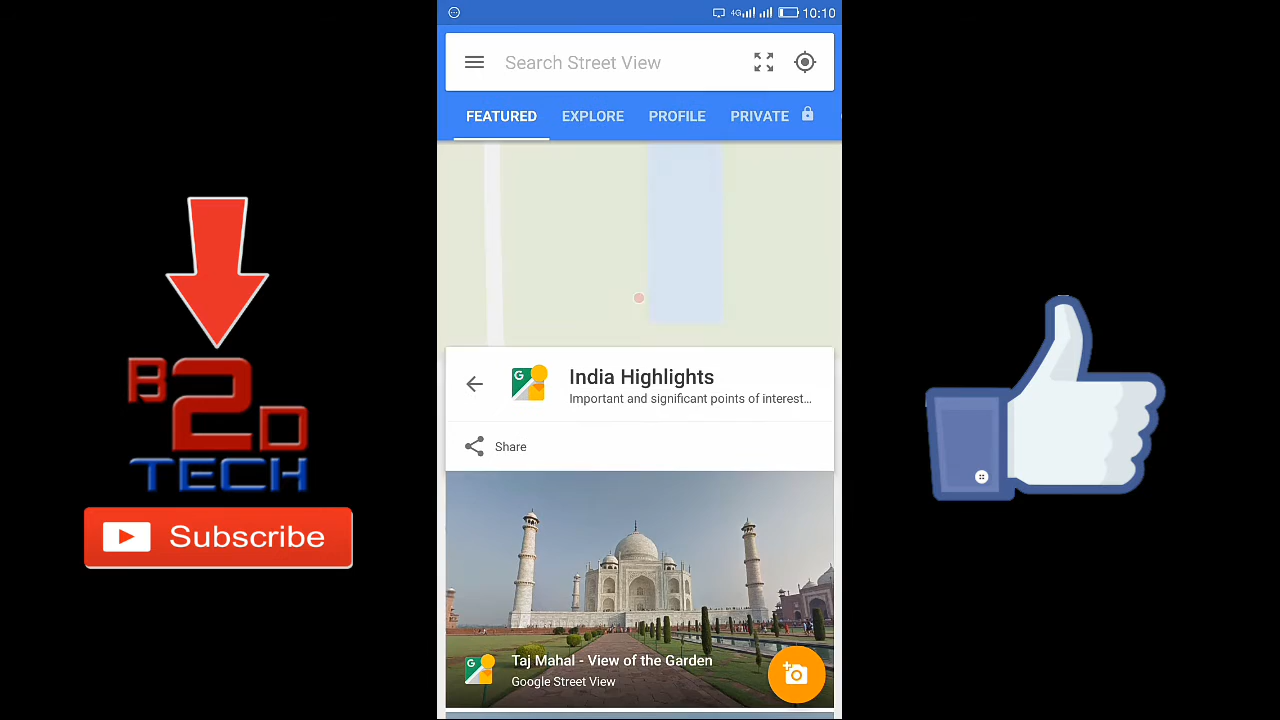 4G 10:10
Search Street View
FEATURED EXPLORE PROFILE PRIVATE
G India Highlights
Important and significant points of interest...
Share
G Taj Mahal - View of the Garden
Google Street View
B2D
TECH
Subscribe